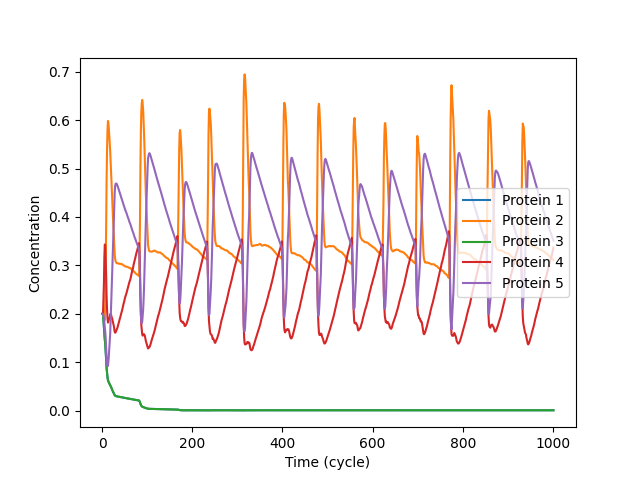 0.7
0.6
0.5
0.4
0.3
0.2
0.1
0.0
Concentration
0
200
400
600
800
1000
Time (cycle)
Protein 1
Protein 2
Protein 3
Protein 4
Protein 5